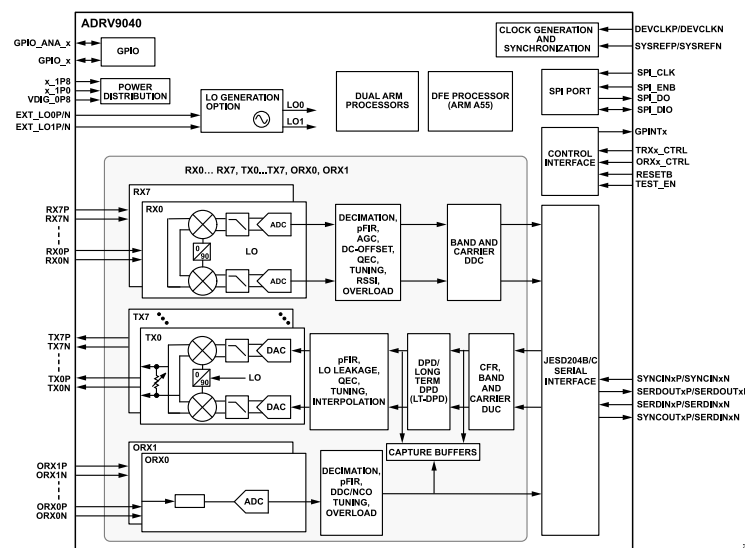 ADRV9040
GPIO_ANA_x
GPIO_x
GPIO
x_1P8
x_1P0
VDIG_0P8
POWER
DISTRIBUTION
EXT_LO0P/N
EXT_LO1P/N
LO GENERATION
OPTION
LO0
LO1
DUAL ARM
PROCESSORS
DFE PROCESSOR
(ARM A55)
CLOCK GENERATION
AND
SYNCHRONIZATION
DEVCLKP/DEVCLKN
SYSREFP/SYSREFN
SPI PORT
SPI_CLK
SPI_ENB
SPI_DO
SPI_DIO
CONTROL
INTERFACE
GPINTx
TRXx_CTRL
ORXx_CTRL
RESETB
TEST_EN
RX0... RX7, TX0...TX7, ORX0, ORX1
RX7P
RX7N
RX0P
RX0N
RX7
RX0
0
90
LO
ADC
ADC
DECIMATION,
pFIR,
AGC,
DC-OFFSET,
QEC,
TUNING,
RSSI,
OVERLOAD
BAND AND
CARRIER
DDC
TX7P
TX7N
TX0P
TX0N
TX7
TX0
0
90
LO
DAC
DAC
pFIR,
LO LEAKAGE,
QEC,
TUNING,
INTERPOLATION
DPD/
LONG
TERM
DPD
(LT-DPD)
CFR,
BAND
AND
CARRIER
DUC
JESD204B/C
SERIAL
INTERFACE
SYNCINxP/SYNCINxN
SERDOUTxP/SERDOUTxN
SERDINxP/SERDINxN
SYNCOUTxP/SERDINxN
CAPTURE BUFFERS
ORX1P
ORX1N
ORX0P
ORX0N
ORX1
ORX0
ADC
DECIMATION,
pFIR,
DDC/NCO
TUNING,
OVERLOAD